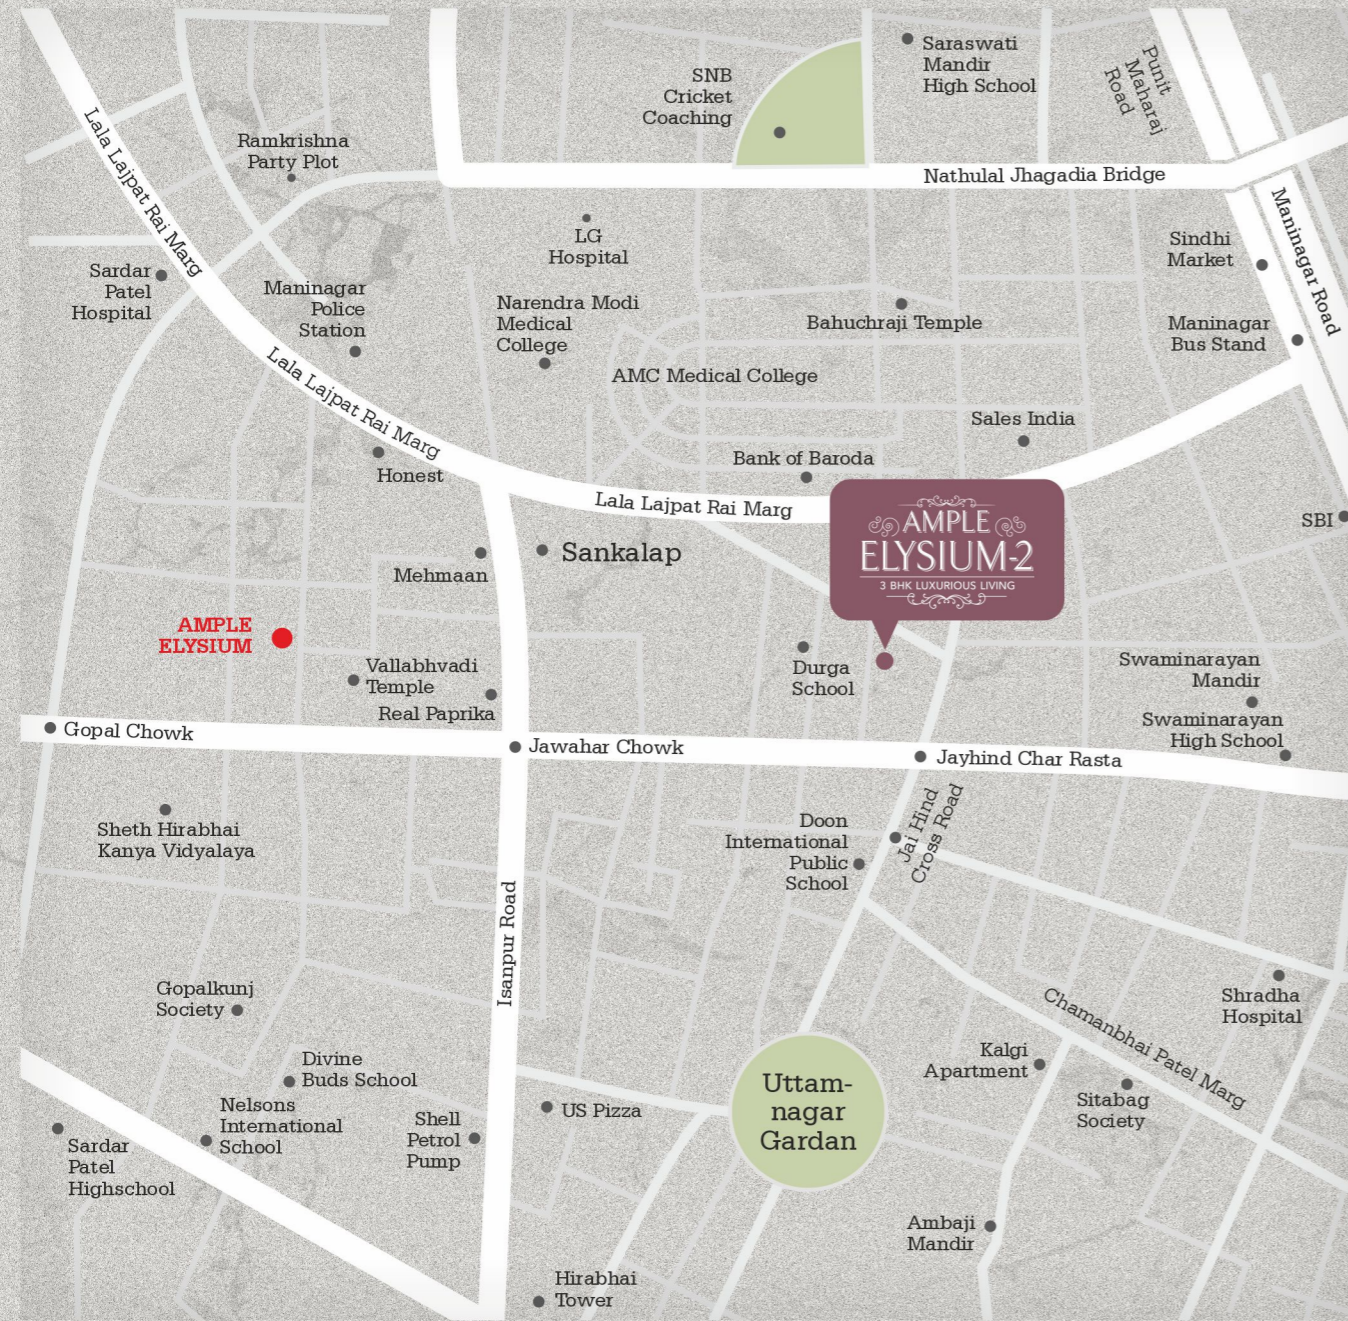 SNB
Cricket
Coaching
Saraswati
Mandir
High School
Punit
Maharaj
Road
Lala Lajpat Rai Marg
Ramkrishna
Party Plot
Nathulal Jhagadia Bridge
Maninagar Road
LG
Hospital
Sindhi
Market
Sardar
Patel
Hospital
Maninagar
Police
Station
Narendra Modi
Medical
College
Bahuchraji Temple
Maninagar
Bus Stand
Lala Lajpat Rai Marg
AMC Medical College
Sales India
Honest
Bank of Baroda
Lala Lajpat Rai Marg
SBI
AMPLE
ELYSIUM-2
3 BHK LUXURIOUS LIVING
Mehmaan
Sankalap
AMPLE
ELYSIUM
Vallabhvadi
Temple
Real Paprika
Durga
School
Swaminarayan
Mandir
Swaminarayan
High School
Gopal Chowk
Jawahar Chowk
Jayhind Char Rasta
Sheth Hirabhai
Kanya Vidyalaya
Doon
International
Public
School
Jai Hind
Cross Road
Isanpur Road
Gopalkunj
Society
Shradha
Hospital
Chamanbhai Patel Marg
Divine
Buds School
Kalgi
Apartment
Uttam-
nagar
Gardan
Sitabag
Society
Nelsons
International
School
Shell
Petrol
Pump
US Pizza
Sardar
Patel
Highschool
Ambaji
Mandir
Hirabhai
Tower